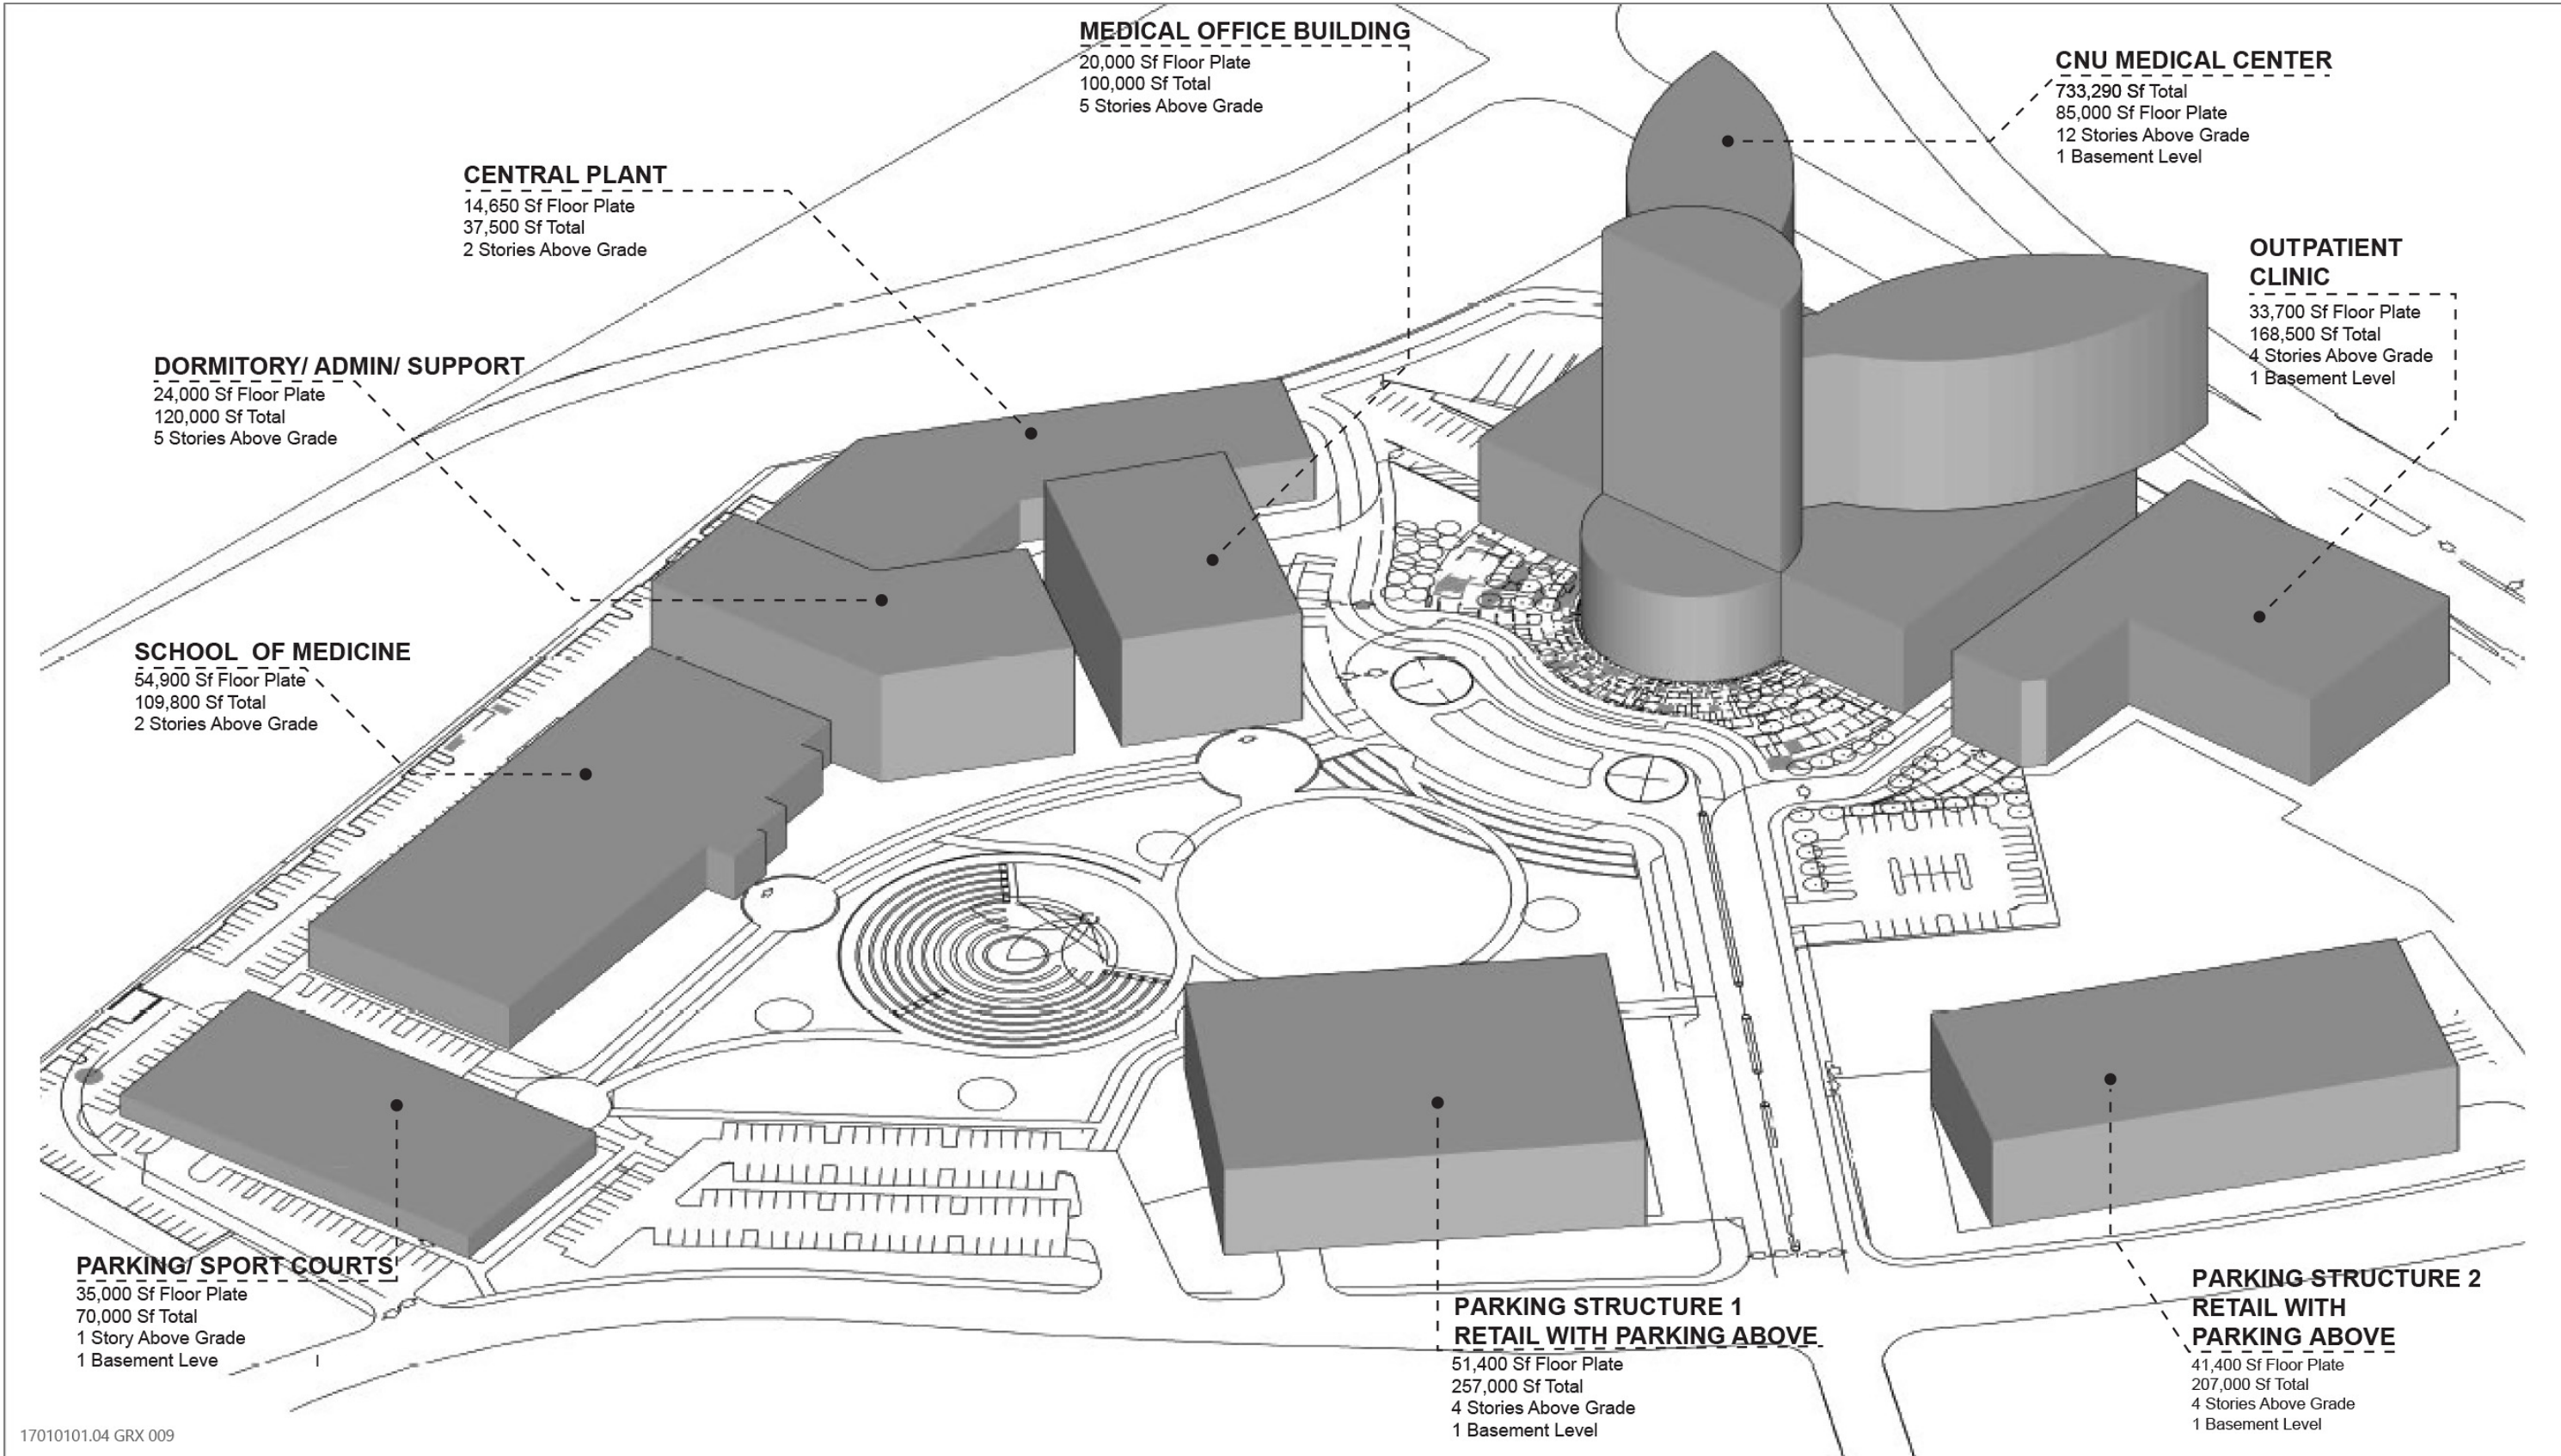 MEDICAL OFFICE BUILDING
20,000 Sf Floor Plate
100,000 Sf Total
5 Stories Above Grade
CNU MEDICAL CENTER
733,290 Sf Total
85,000 Sf Floor Plate
12 Stories Above Grade
1 Basement Level
CENTRAL PLANT
14,650 Sf Floor Plate
37,500 Sf Total
2 Stories Above Grade
OUTPATIENT
CLINIC
33,700 Sf Floor Plate
168,500 Sf Total
4 Stories Above Grade
1 Basement Level
DORMITORY/ ADMIN/ SUPPORT
24,000 Sf Floor Plate
120,000 Sf Total
5 Stories Above Grade
SCHOOL OF MEDICINE
54,900 Sf Floor Plate
109,800 Sf Total
2 Stories Above Grade
PARKING/ SPORT COURTS
35,000 Sf Floor Plate
70,000 Sf Total
1 Story Above Grade
1 Basement Leve l
PARKING STRUCTURE 1
RETAIL WITH PARKING ABOVE
51,400 Sf Floor Plate
257,000 Sf Total
4 Stories Above Grade
1 Basement Level
PARKING STRUCTURE 2
RETAIL WITH
PARKING ABOVE
41,400 Sf Floor Plate
207,000 Sf Total
4 Stories Above Grade
1 Basement Level
17010101.04 GRX 009